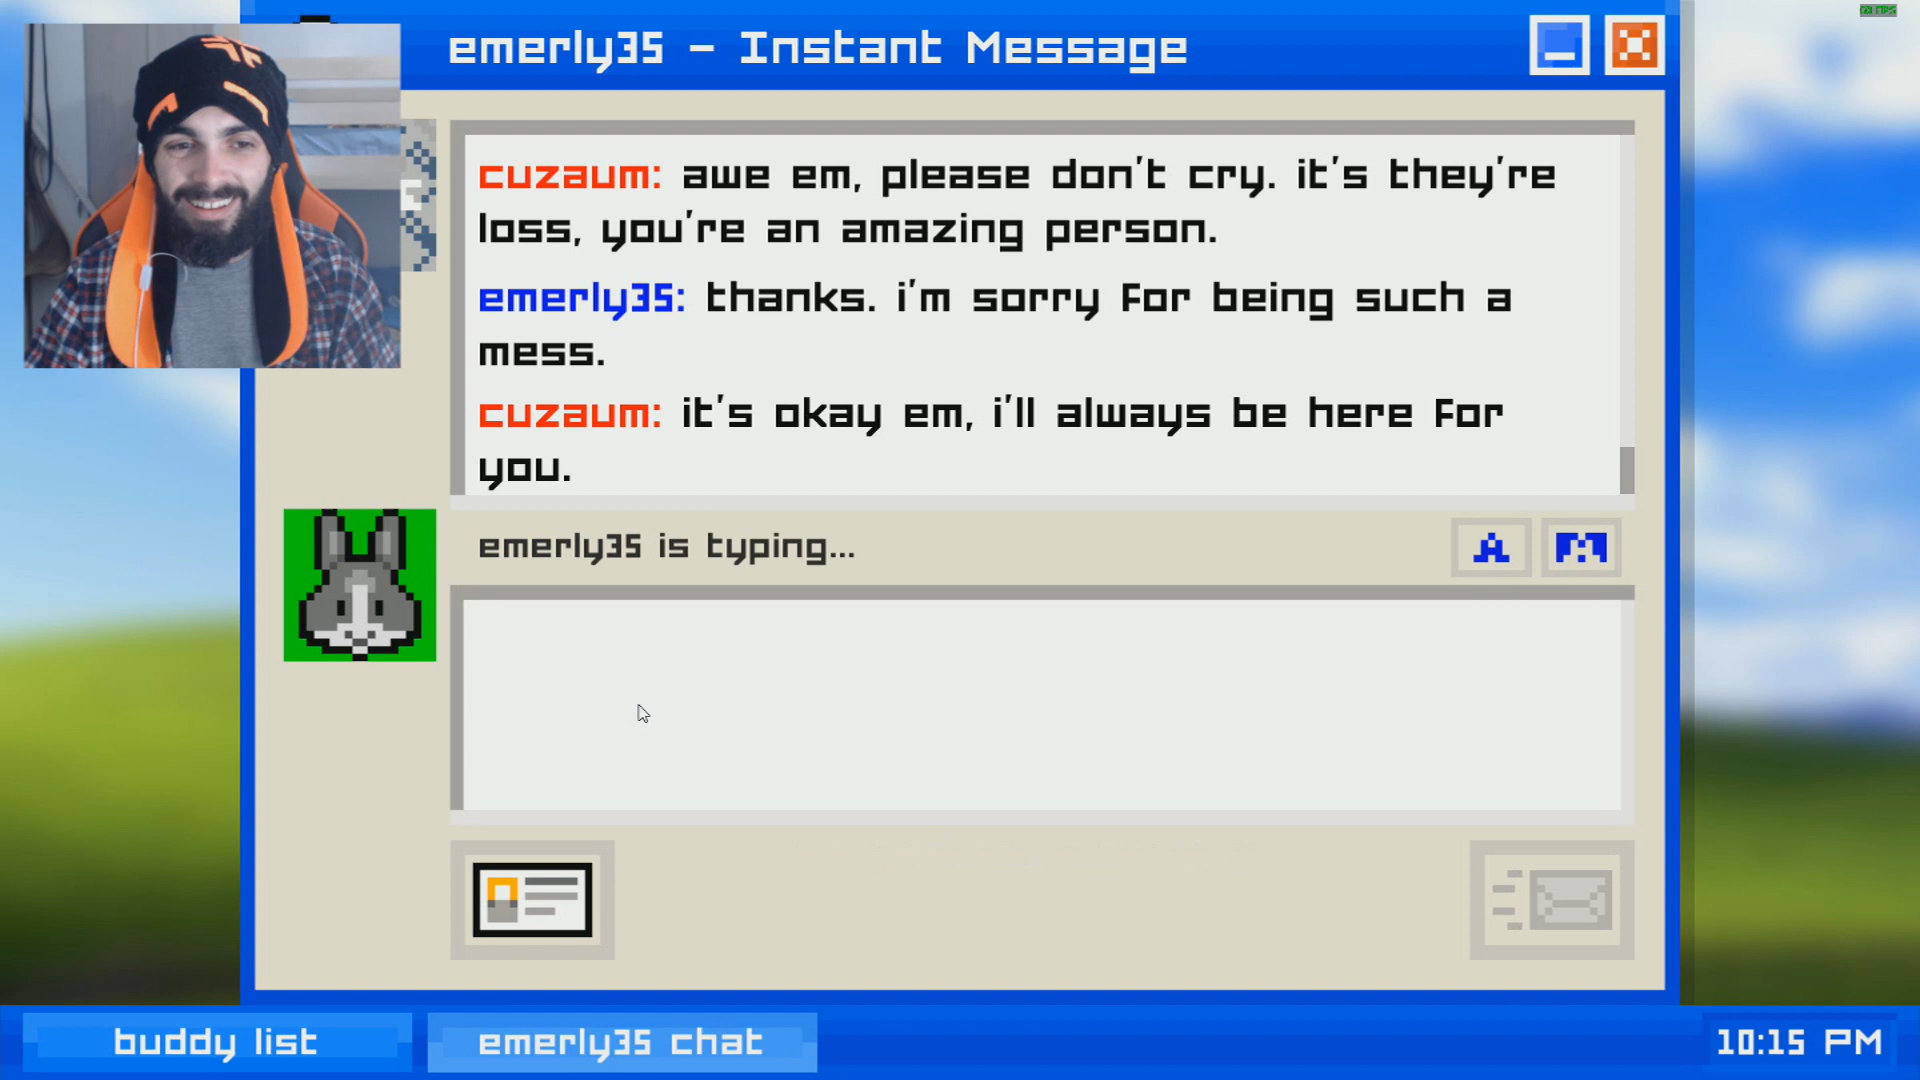 emerly35 - Instant Message
cuzaum: awe em, please don't cry. it's they're
loss, you're an amazing person.
emerly35: thanks. i'm sorry for being such a
mess.
cuzaum: it's okay em, i'll always be here for
you.
emerly35 is typing...
A
buddy list
emerly35 chat
10:15 PM